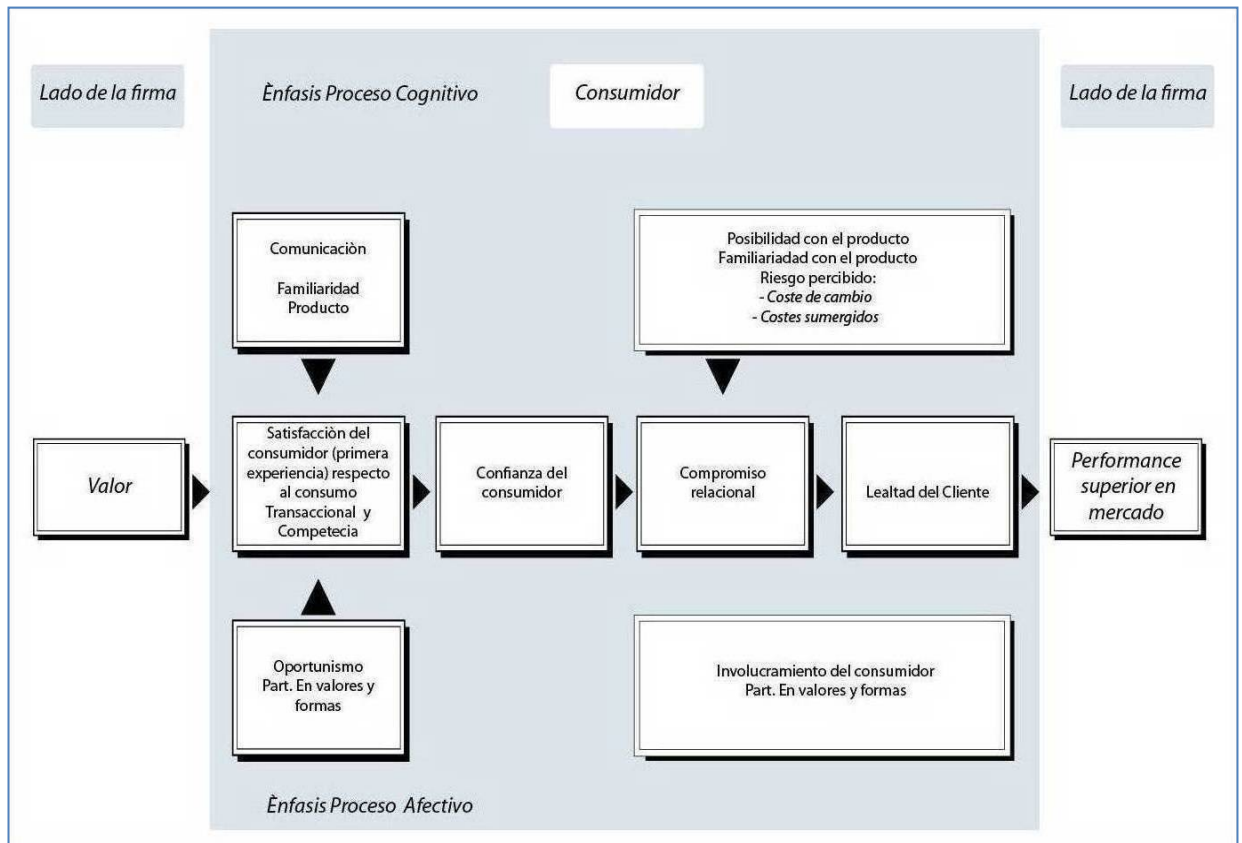 Lado de la firma
Ènfasis Proceso Cognitivo
Consumidor
Lado de la firma
Comunicaciòn
Familiaridad
Producto
Posibilidad con el producto
Familiariadad con el producto
Riesgo percibido:
- Coste de cambio
- Costes sumergidos
Valor
Satisfacciòn del
consumidor (primera
experiencia) respecto
al consumo
Transaccional y
Competecia
Confianza del
consumidor
Compromiso
relacional
Lealtad del Cliente
Performance
superior en
mercado
Oportunismo
Part. En valores y
formas
Involucramiento del consumidor
Part. En valores y formas
Ènfasis Proceso Afectivo